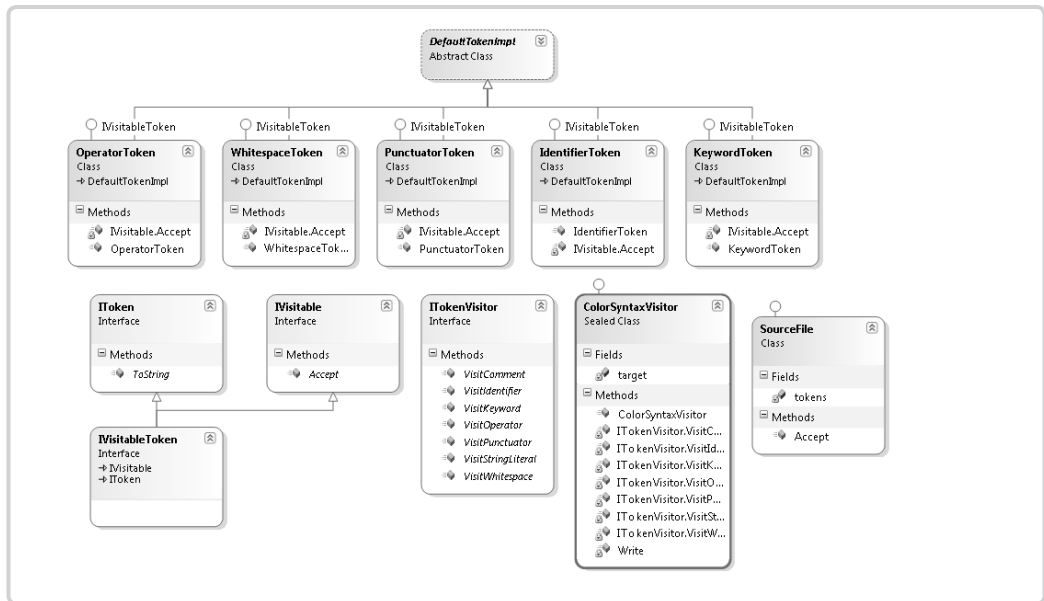 DefaultTokenImpl
Abstract Class
IVisitableToken
IVisitableToken
IVisitableToken
IVisitableToken
IVisitableToken
OperatorToken
Class
DefaultTokenImpl
Methods
IVisitable.Accept
OperatorToken
WhitespaceToken
Class
DefaultTokenImpl
Methods
IVisitable.Accept
WhitespaceTok...
PunctuatorToken
Class
DefaultTokenImpl
Methods
IVisitable.Accept
PunctuatorToken
IdentifierToken
Class
DefaultTokenImpl
Methods
IdentifierToken
IVisitable.Accept
KeywordToken
Class
DefaultTokenImpl
Methods
IVisitable.Accept
KeywordToken
IToken
Interface
Methods
ToString
IVisitable
Interface
Methods
Accept
ITokenVisitor
Interface
Methods
VisitComment
VisitIdentifier
VisitKeyword
VisitOperator
VisitPunctuator
VisitStringLiteral
VisitWhitespace
ColorSyntaxVisitor
Sealed Class
Fields
target
Methods
ColorSyntaxVisitor
ITokenVisitor.VisitC...
ITokenVisitor.VisitId...
ITokenVisitor.VisitK...
ITokenVisitor.VisitO...
ITokenVisitor.VisitP...
ITokenVisitor.VisitSt...
ITokenVisitor.VisitW...
Write
SourceFile
Class
Fields
tokens
Methods
Accept
IVisitableToken
Interface
IVisitable
IToken